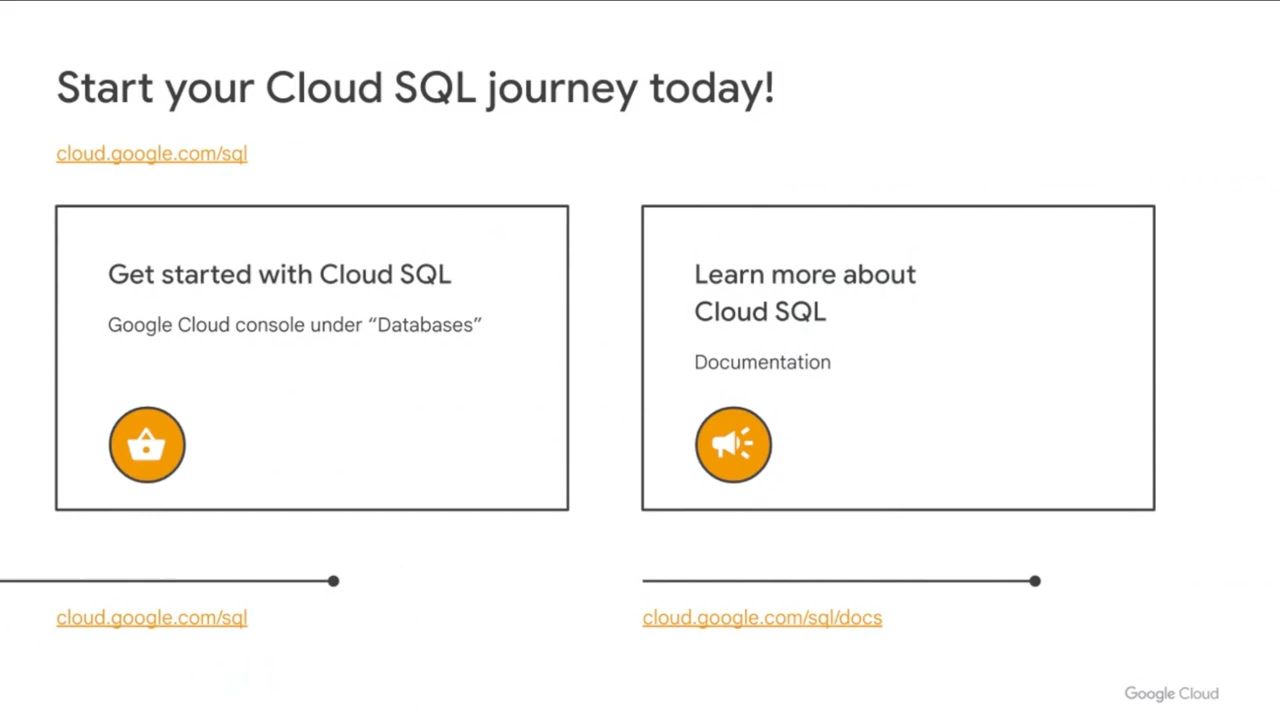 Start your Cloud SQL journey today!
cloud.google.com/sql
Get started with Cloud SQL
Google Cloud console under “Databases”
Learn more about
Cloud SQL
Documentation
cloud.google.com/sql
cloud.google.com/sql/docs
Google Cloud